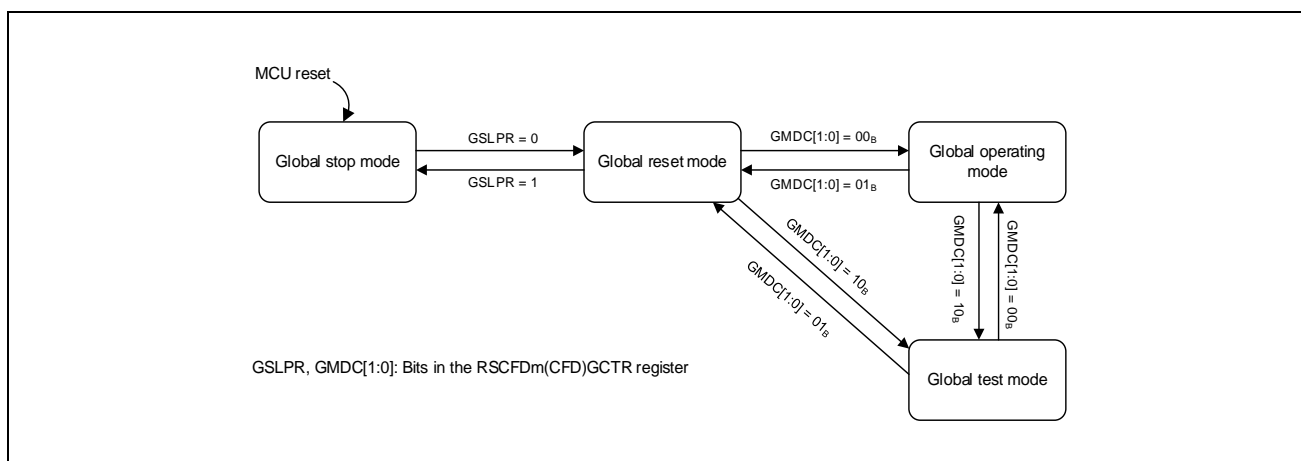 MCU reset
Global stop mode
GSLPR = 0
GSLPR = 1
Global reset mode
GMDC[1:0] = 00B
GMDC[1:0] = 01B
Global operating
mode
GMDC[1:0] = 10B
GMDC[1:0] = 01B
GMDC[1:0] = 10B
GMDC[1:0] = 00B
Global test mode
GSLPR, GMDC[1:0]: Bits in the RSCFDm(CFD)GCTR register